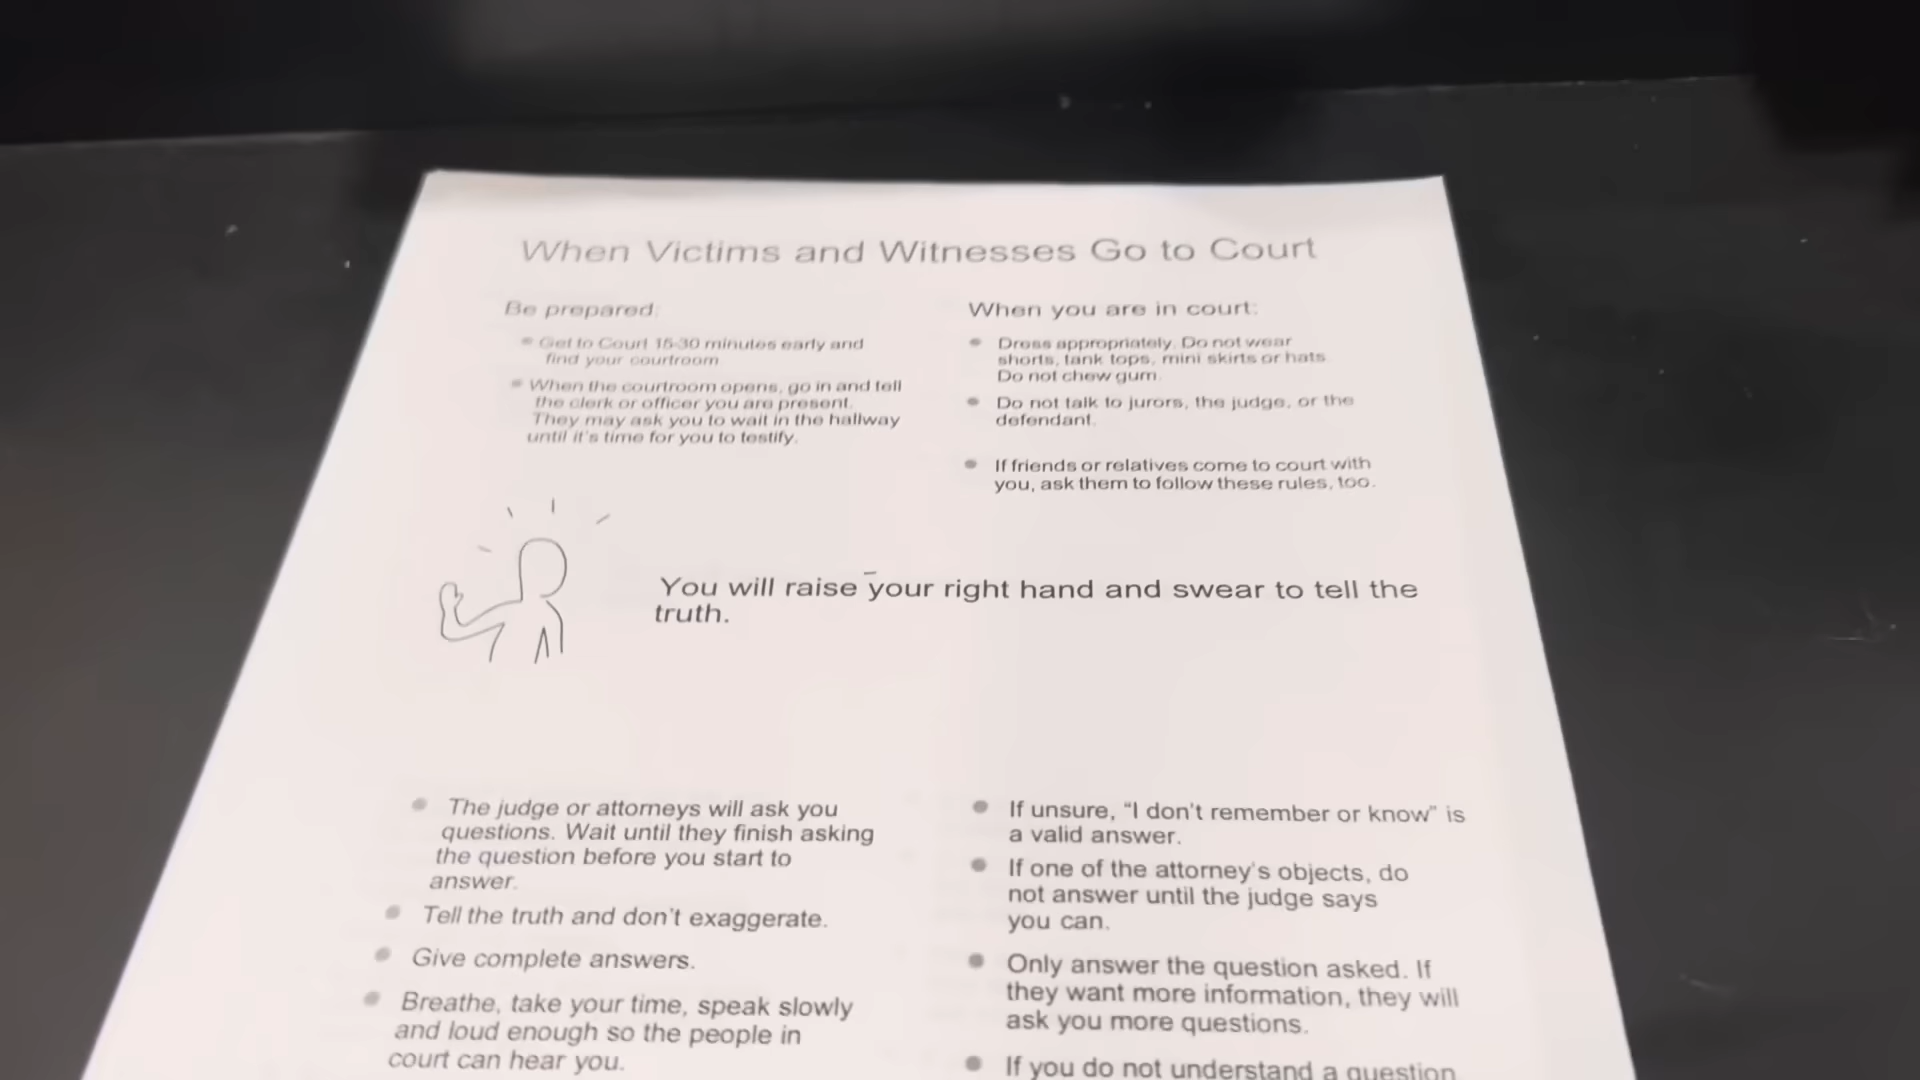 When Victims and Witnesses Go to Court
Be prepared:
Get to Court 15-30 minutes early and
find your courtroom
When the courtroom opens, go in and tell
the clerk or officer you are present.
They may ask you to wait in the hallway
until it's time for you to testify.
When you are in court:
Dress appropriately. Do not wear
shorts, tank tops, mini skirts or hats.
Do not chew gum.
Do not talk to jurors, the judge, or the
defendant.
If friends or relatives come to court with
you, ask them to follow these rules, too.
You will raise your right hand and swear to tell the
truth.
The judge or attorneys will ask you
questions. Wait until they finish asking
the question before you start to
answer.
Tell the truth and don't exaggerate.
Give complete answers.
Breathe, take your time, speak slowly
and loud enough so the people in
court can hear you.
If unsure, “I don't remember or know” is
a valid answer.
If one of the attorney's objects, do
not answer until the judge says
you can.
Only answer the question asked. If
they want more information, they will
ask you more questions.
If you do not understand a question